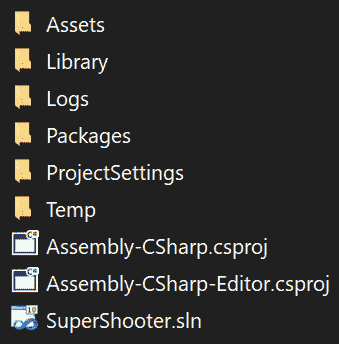 Assets
Library
Logs
Packages
ProjectSettings
Temp
Assembly-CSharp.csproj
Assembly-CSharp-Editor.csproj
SuperShooter.sln